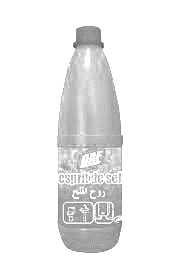 esprit de sel
روح الملح